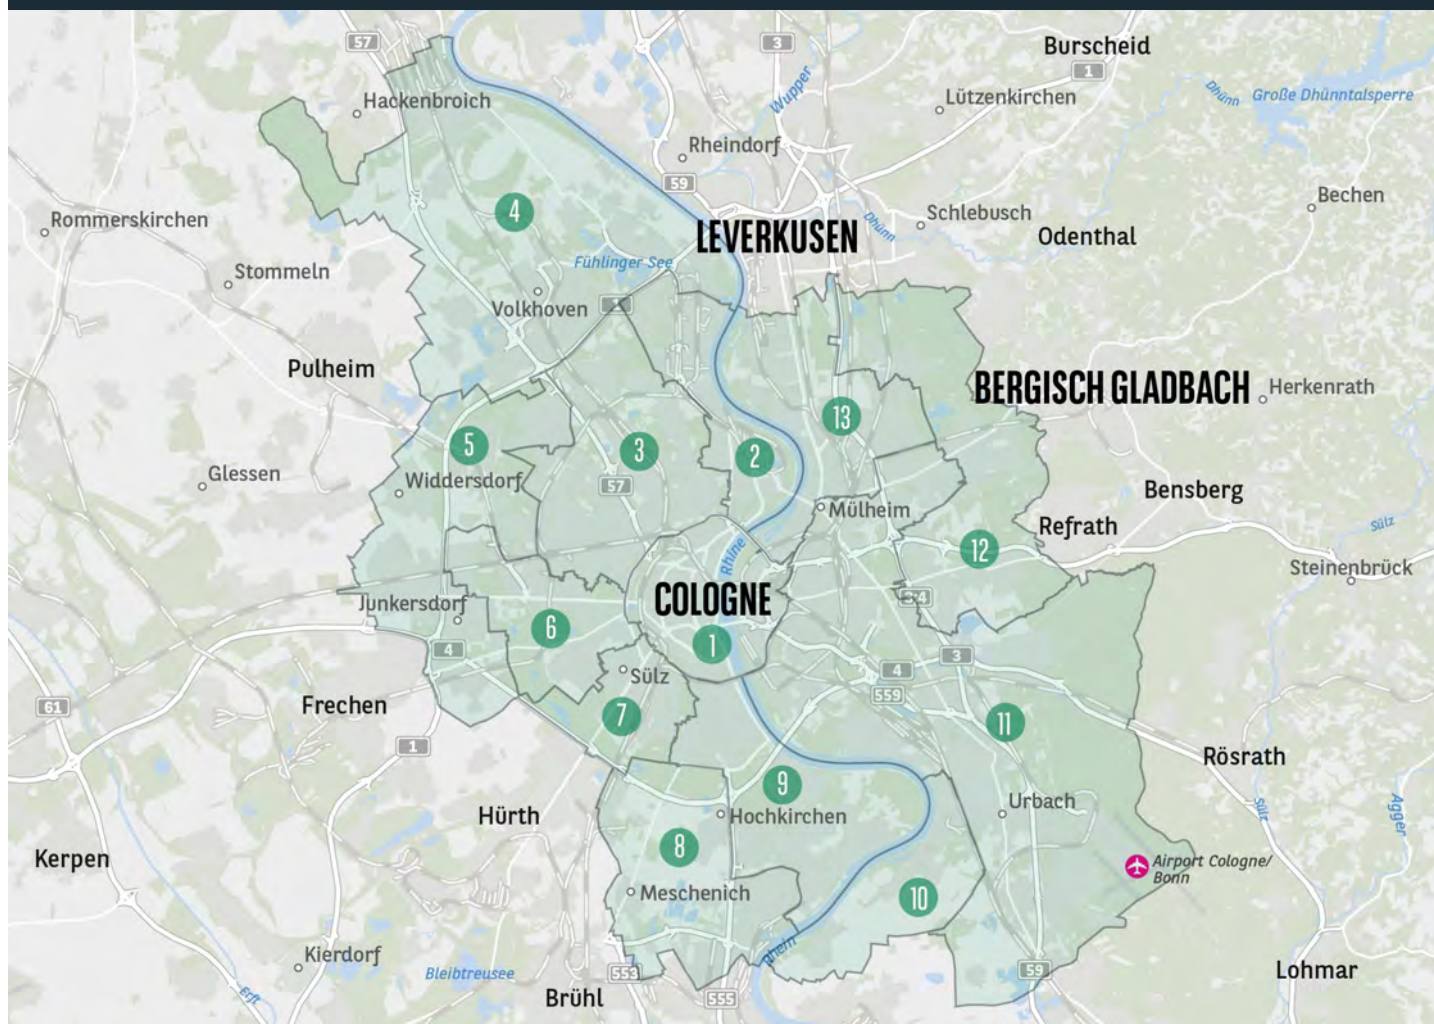 57
3
Burscheid
1
Hackenbroich
Lützenkirchen
Dhünn
Große Dhünntalsperre
Wupper
Rheindorf
59
Bechen
4
Rommerskirchen
Schlebusch
Dhünn
LEVERKUSEN
Odenthal
Stommeln
Fühlinger See
Volkhoven
1
Pulheim
BERGISCH GLADBACH
Herkenrath
13
5
3
2
Glessen
Widdersdorf
57
Bensberg
Mülheim
Refrath
Sülz
12
Rhine
Steinenbrück
COLOGNE
Junkersdorf
6
1
4
3
4
Sülz
559
Frechen
61
7
11
1
Rösrath
9
Urbach
Hürth
Hochkirchen
Sülz
Agger
8
Kerpen
Airport Cologne/
Bonn
Meschenich
10
Rhein
Kierdorf
Bleibtreusee
553
59
Lohmar
Erft
Brühl
555